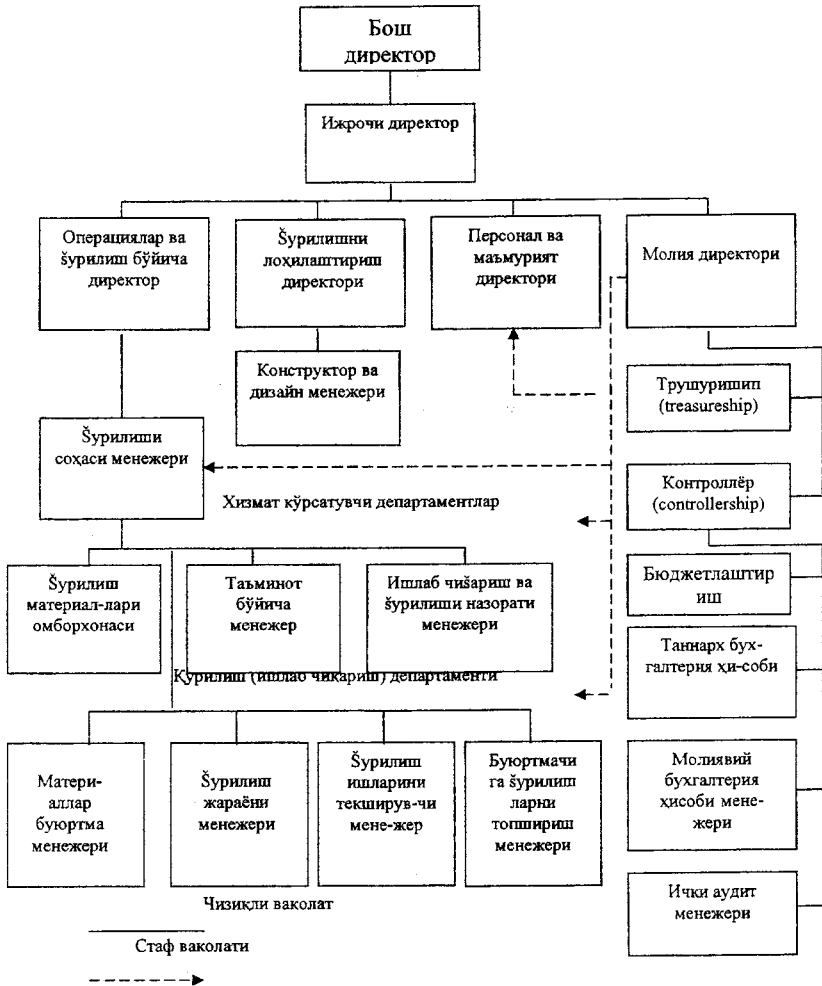 Бош
директор
Ижрочи директор
Операциялар ва
šурилиш бўйича
директор
Šурилишни
лоҳилаштириш
директори
Персонал ва
маъмурият
директори
Молия директори
Конструктор ва
дизайн менежери
Трушуришип
(treasureship)
Šурилиши
соҳаси менежери
Контроллёр
(controllership)
Хизмат кўрсатувчи департаментлар
Šурилиш
материал-лари
омборхонаси
Таъминот
бўйича
менежер
Ишлаб чиšариш ва
šурилиши назорати
менежери
Бюджетлаштир
иш
Таннарх бух-
галтерия ҳи-соби
Қурилиш (ишлаб чиқариш) департаменти
Матери-
аллар
буюртма
менежери
Šурилиш
жараёни
менежери
Šурилиш
ишларини
текширув-чи
мене-жер
Буюртмачи
га šурилиш
ларни
топшириш
менежери
Молиявий
бухгалтерия
ҳисоби мене-
жери
Ички аудит
менежери
Чизиқли ваколат
Стаф ваколати